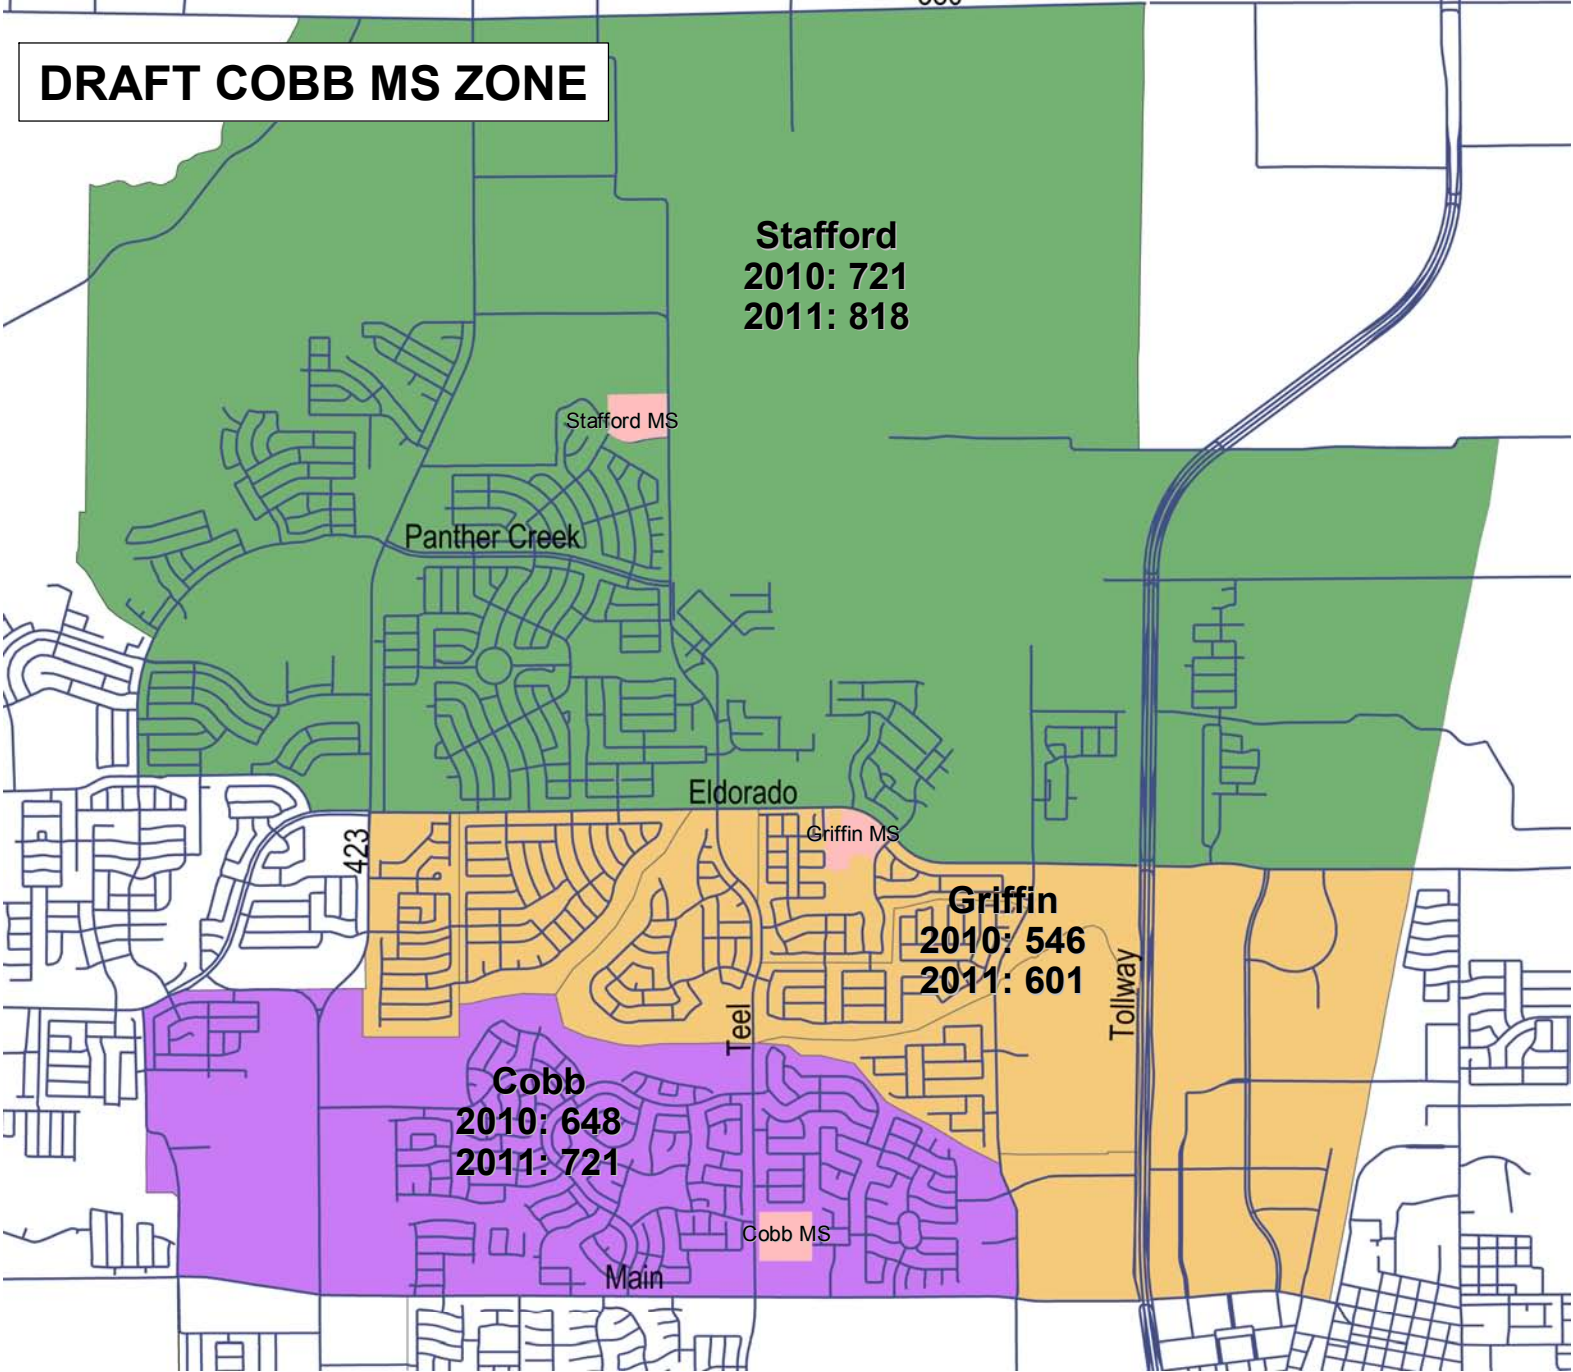 DRAFT COBB MS ZONE
Stafford
2010: 721
2011: 818
Stafford MS
Panther Creek
Eldorado
Griffin MS
423
Griffin
2010: 546
2011: 601
Tollway
Teel
Cobb
2010: 648
2011: 721
Cobb MS
Main